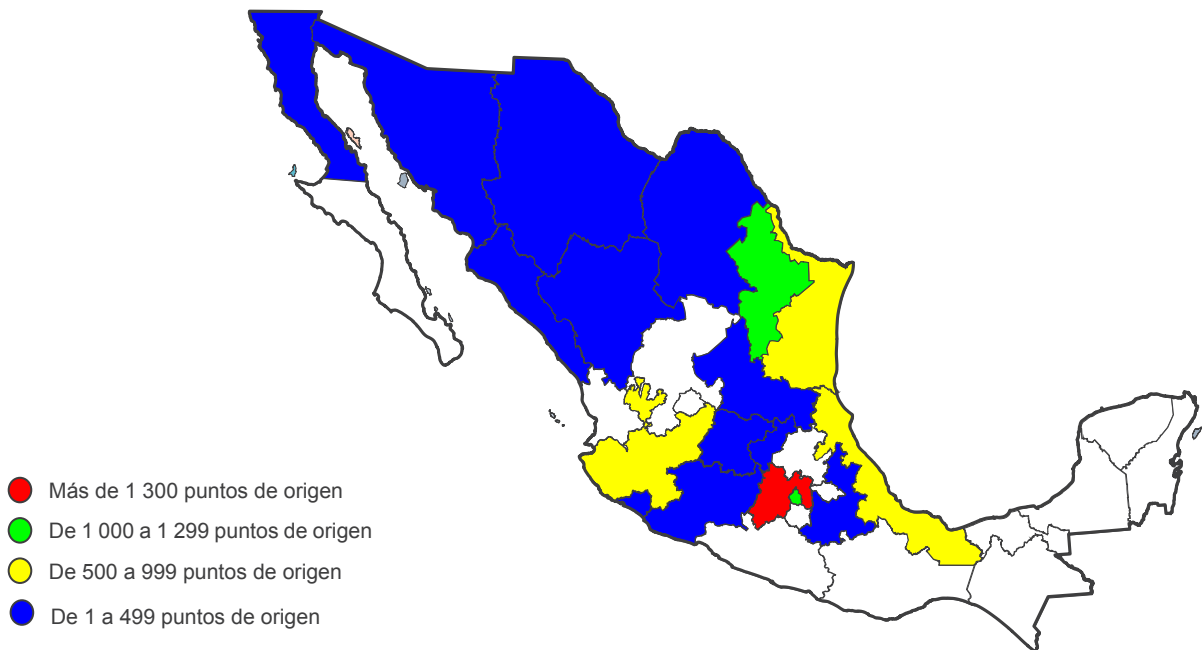 Más de 1 300 puntos de origen
De 1 000 a 1 299 puntos de origen
De 500 a 999 puntos de origen
De 1 a 499 puntos de origen